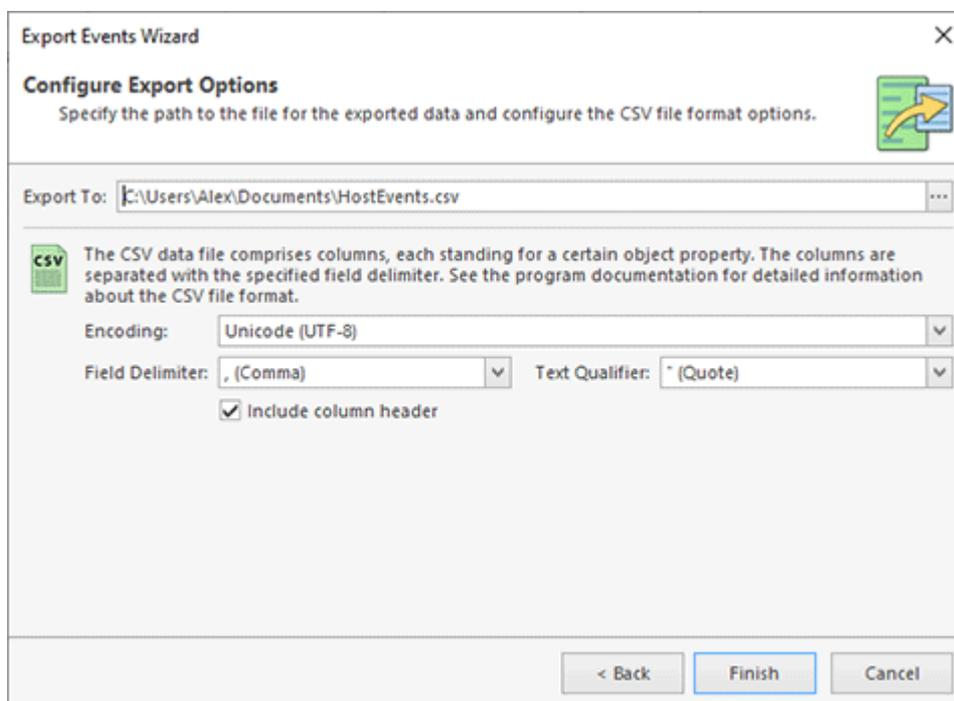 Export Events Wizard
Configure Export Options
Specify the path to the file for the exported data and configure the CSV file format options.
Export To: C:\Users\Alex\Documents\HostEvents.csv ...
CSV
The CSV data file comprises columns, each standing for a certain object property. The columns are
separated with the specified field delimiter. See the program documentation for detailed information
about the CSV file format.
Encoding: Unicode (UTF-8)
Field Delimiter: , (Comma) Text Qualifier: " (Quote)
Include column header
< Back Finish Cancel